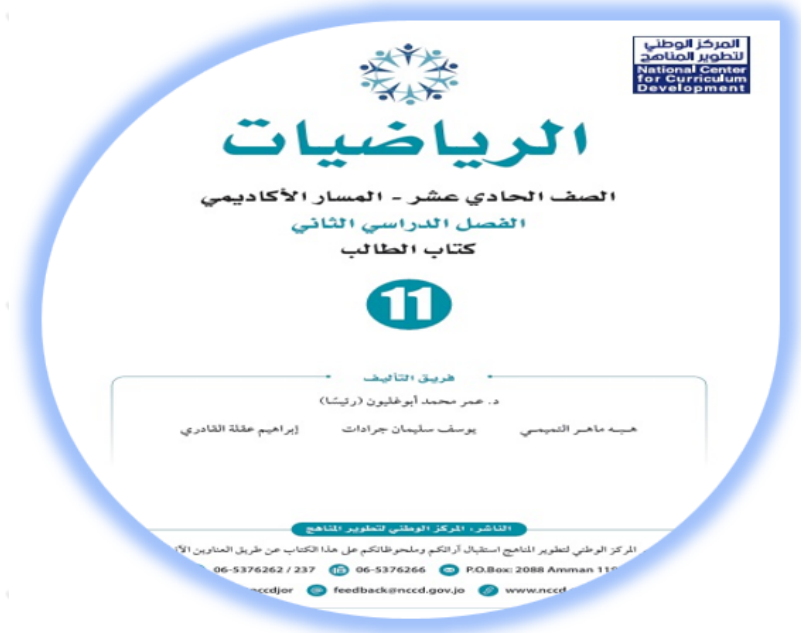 المركز الوطني
لتطوير المناهج
National Center
for Curriculum
Development
الرياضيات
الصف الحادي عشر - المسار الأكاديمي
الفصل الدراسي الثاني
كتاب الطالب
11
فريق التأليف
د. عمر محمد أبوغليون (رئيسًا)
هبه ماهر التميمي يوسف سليمان جرادات إبراهيم عقلة القادري
الناشر: المركز الوطني لتطوير المناهج
المركز الوطني لتطوير المناهج استقبال آرائكم وملحوظاتكم على هذا الكتاب عن طريق العناوين
06-5376262 / 237 06-5376266 P.O.Box: 2088 Amman
feedback@nccd.gov.jo www.nccd